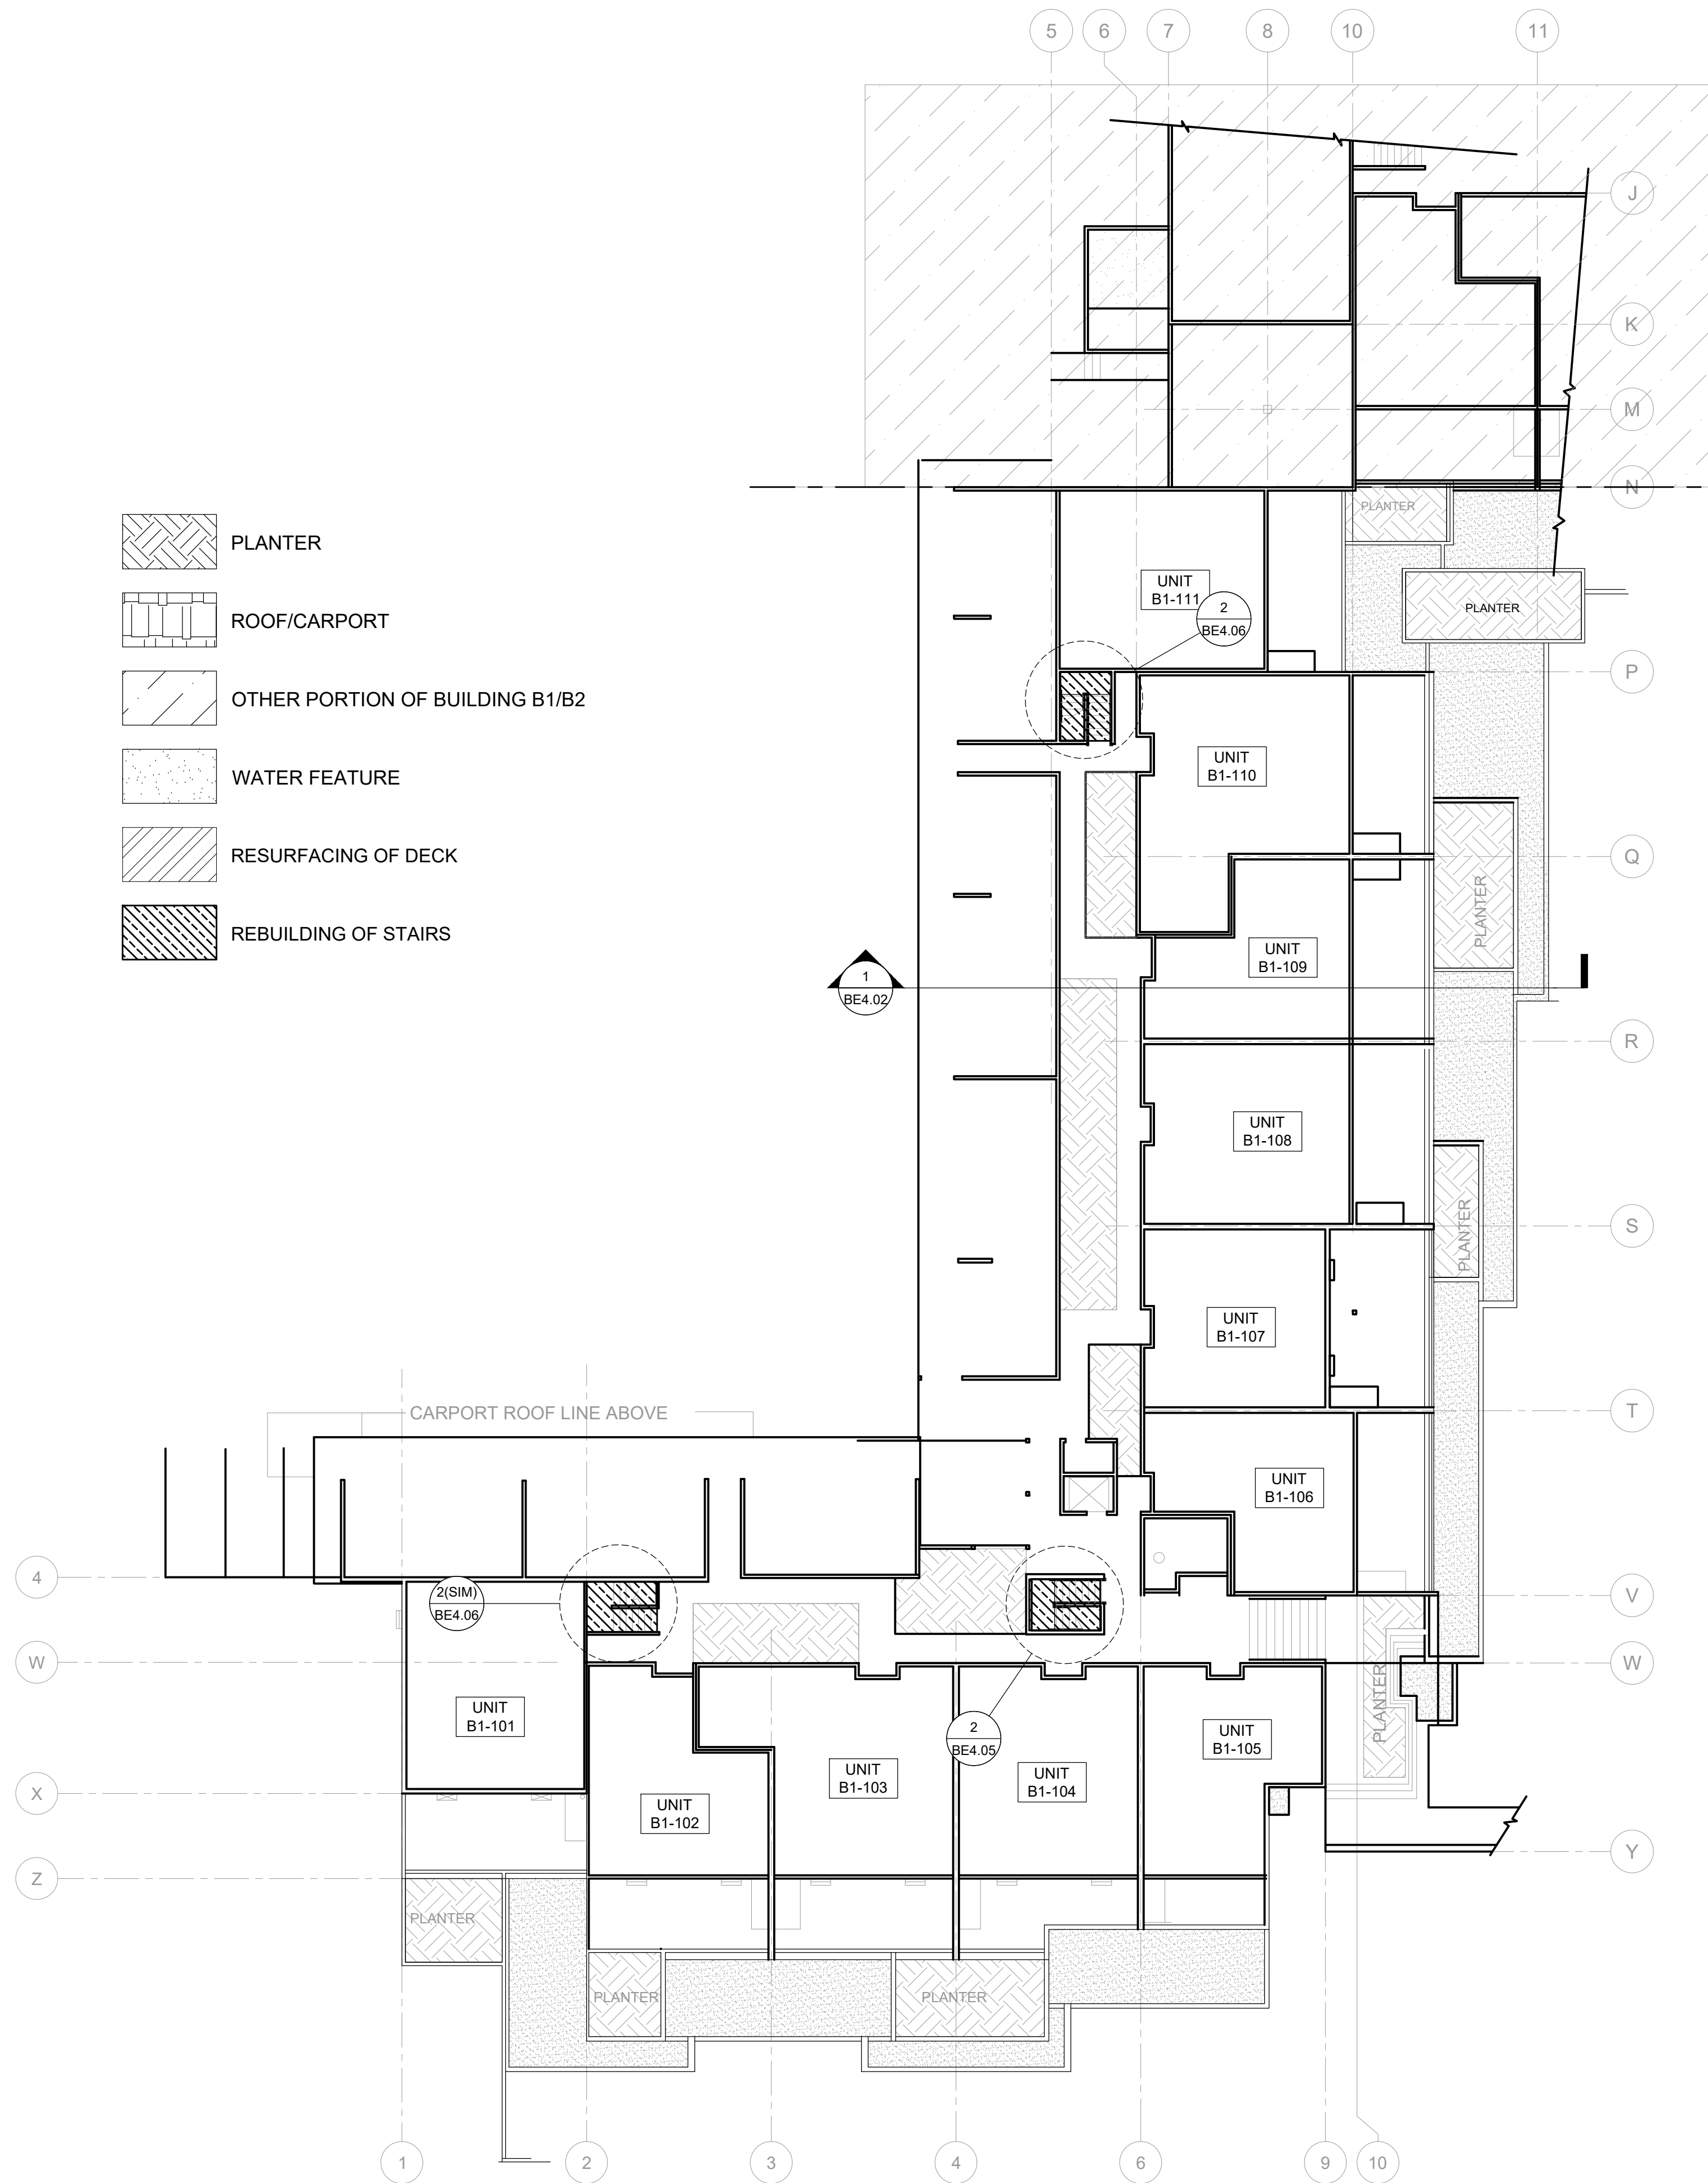 5
6
7
8
10
11
J
K
M
N
PLANTER
PLANTER
ROOF/CARPORT
OTHER PORTION OF BUILDING B1/B2
WATER FEATURE
RESURFACING OF DECK
REBUILDING OF STAIRS
UNIT
B1-111
2
BE4.06
PLANTER
P
UNIT
B1-110
Q
PLANTER
UNIT
B1-109
1
BE4.02
R
UNIT
B1-108
S
PLANTER
UNIT
B1-107
CARPORT ROOF LINE ABOVE
T
UNIT
B1-106
4
2(SIM)
BE4.06
V
W
W
PLANTER
UNIT
B1-101
2
BE4.05
UNIT
B1-105
UNIT
B1-103
UNIT
B1-104
X
UNIT
B1-102
Y
Z
PLANTER
PLANTER
PLANTER
1
2
3
4
6
9
10